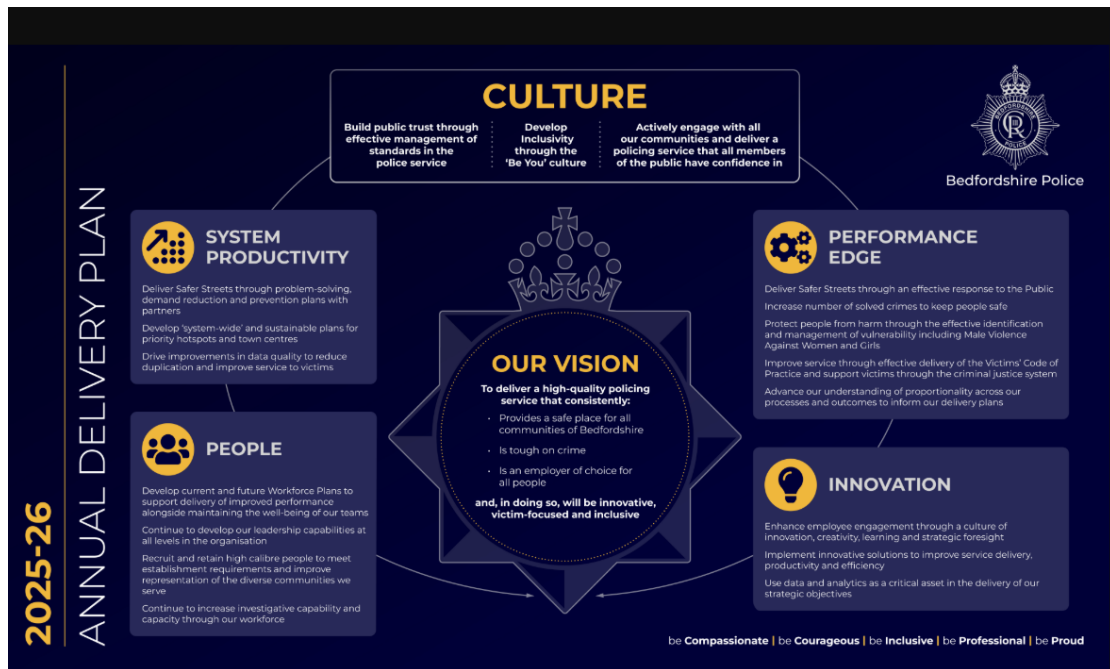 2025-26
ANNUAL DELIVERY PLAN
CULTURE
Build public trust through
effective management of
standards in the
police service
Develop
Inclusivity
through the
‘Be You’ culture
Actively engage with all
our communities and deliver a
policing service that all members
of the public have confidence in
BEDFORDSHIRE
POLICE
Bedfordshire Police
SYSTEM
PRODUCTIVITY
Deliver Safer Streets through problem-solving,
demand reduction and prevention plans with
partners
Develop ‘system-wide’ and sustainable plans for
priority hotspots and town centres
Drive improvements in data quality to reduce
duplication and improve service to victims
PEOPLE
Develop current and future Workforce Plans to
support delivery of improved performance
alongside maintaining the well-being of our teams
Continue to develop our leadership capabilities at
all levels in the organisation
Recruit and retain high calibre people to meet
establishment requirements and improve
representation of the diverse communities we
serve
Continue to increase investigative capability and
capacity through our workforce
OUR VISION
To deliver a high-quality policing
service that consistently:
• Provides a safe place for all
communities of Bedfordshire
• Is tough on crime
• Is an employer of choice for
all people
and, in doing so, will be innovative,
victim-focused and inclusive
PERFORMANCE
EDGE
Deliver Safer Streets through an effective response to the Public
Increase number of solved crimes to keep people safe
Protect people from harm through the effective identification
and management of vulnerability including Male Violence
Against Women and Girls
Improve service through effective delivery of the Victims’ Code of
Practice and support victims through the criminal justice system
Advance our understanding of proportionality across our
processes and outcomes to inform our delivery plans
INNOVATION
Enhance employee engagement through a culture of
innovation, creativity, learning and strategic foresight
Implement innovative solutions to improve service delivery,
productivity and efficiency
Use data and analytics as a critical asset in the delivery of our
strategic objectives
be Compassionate | be Courageous | be Inclusive | be Professional | be Proud